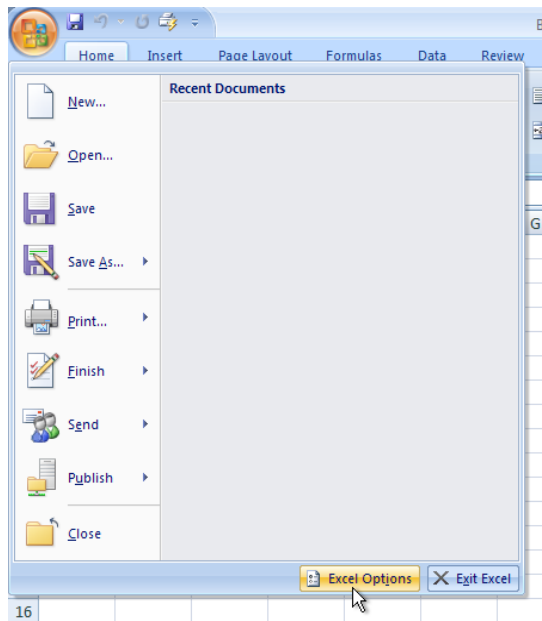 Home Insert Page Layout Formulas Data Review
Recent Documents
New...
Open...
Save
Save As...
Print...
Finish
Send
Publish
Close
G
Excel Options Exit Excel
16